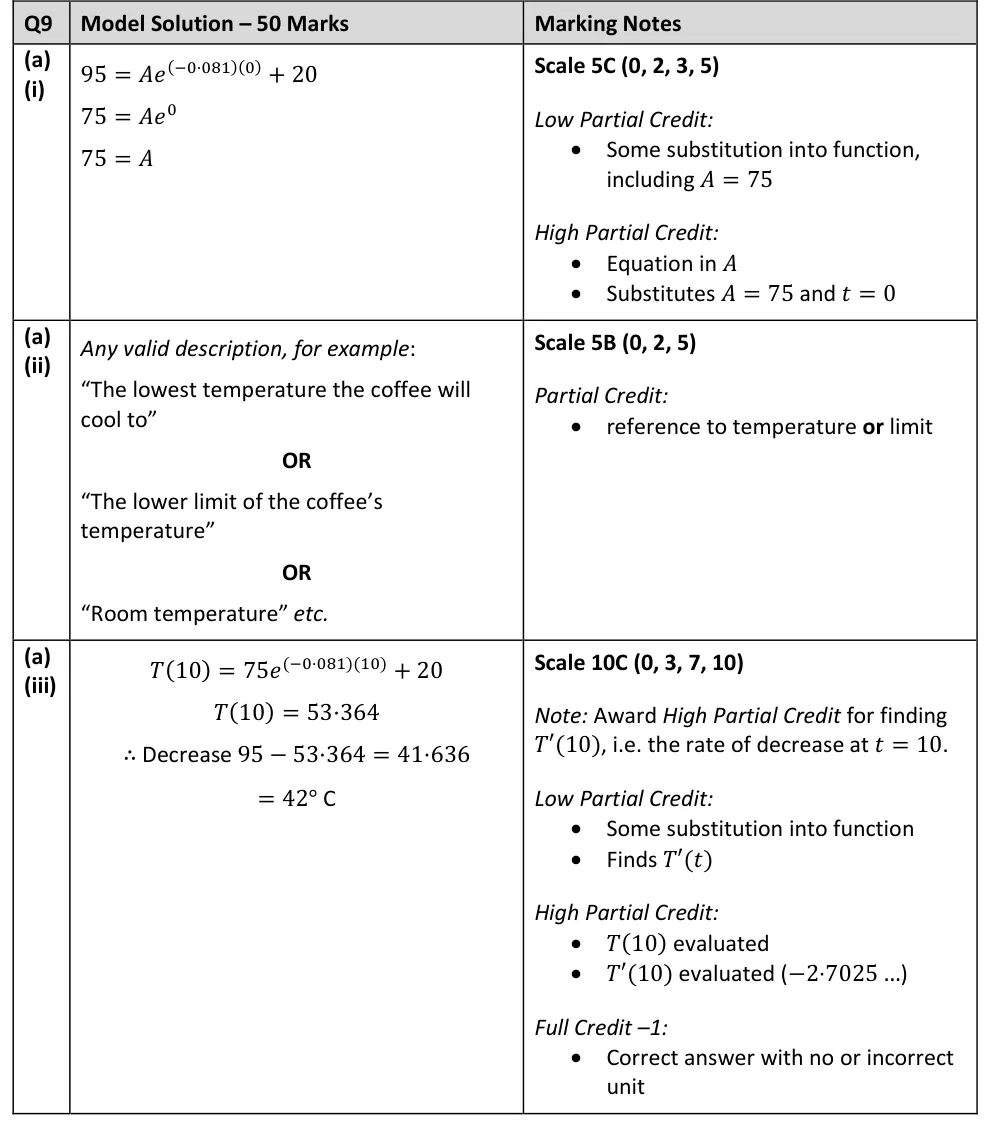 Q9 Model Solution – 50 Marks Marking Notes
(a)
(i)
95 = Ae^(−0·081)(0) + 20
75 = Ae^0
75 = A
Scale 5C (0, 2, 3, 5)
Low Partial Credit:
• Some substitution into function,
including A = 75
High Partial Credit:
• Equation in A
• Substitutes A = 75 and t = 0
(a)
(ii)
Any valid description, for example:
“The lowest temperature the coffee will
cool to”
OR
“The lower limit of the coffee’s
temperature”
OR
“Room temperature” etc.
Scale 5B (0, 2, 5)
Partial Credit:
• reference to temperature or limit
(a)
(iii)
T(10) = 75e^(−0·081)(10) + 20
T(10) = 53·364
∴ Decrease 95 − 53·364 = 41·636
= 42° C
Scale 10C (0, 3, 7, 10)
Note: Award High Partial Credit for finding
T′(10), i.e. the rate of decrease at t = 10.
Low Partial Credit:
• Some substitution into function
• Finds T′(t)
High Partial Credit:
• T(10) evaluated
• T′(10) evaluated (−2·7025 ...)
Full Credit –1:
• Correct answer with no or incorrect
unit